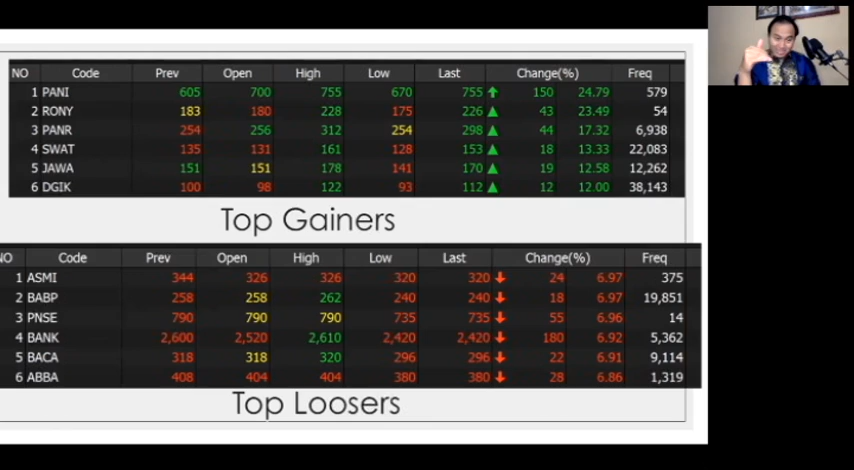 NO Code Prev Open High Low Last Change(%) Freq
1 PANI 605 700 755 670 755 150 24.79 579
2 RONY 183 180 228 175 226 43 23.49 54
3 PANR 254 256 312 254 298 44 17.32 6,938
4 SWAT 135 131 161 128 153 18 13.33 22,083
5 JAWA 151 151 178 141 170 19 12.58 12,262
6 DGIK 100 98 122 93 112 12 12.00 38,143
Top Gainers
NO Code Prev Open High Low Last Change(%) Freq
1 ASMI 344 326 326 320 320 24 6.97 375
2 BABP 258 258 262 240 240 18 6.97 19,851
3 PNSE 790 790 790 735 735 55 6.96 14
4 BANK 2,600 2,520 2,610 2,420 2,420 180 6.92 5,362
5 BACA 318 318 320 296 296 22 6.91 9,114
6 ABBA 408 404 404 380 380 28 6.86 1,319
Top Loosers